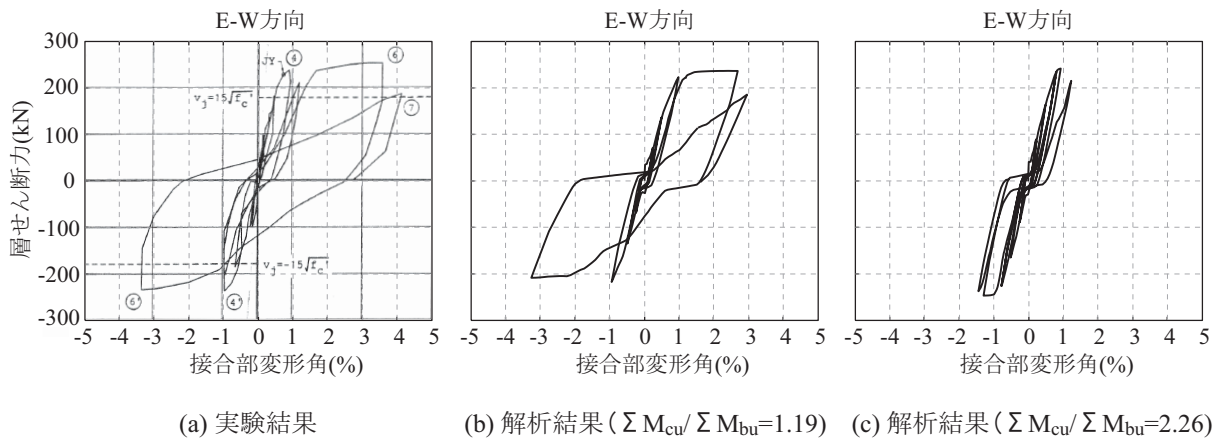 E-W方向
E-W方向
E-W方向
層せん断力(kN)
300
200
100
0
-100
-200
-300
JY
④
⑥
⑦
④'
⑥'
v_j=15√f_c'
v_j=-15√f_c'
-5 -4 -3 -2 -1 0 1 2 3 4 5
-5 -4 -3 -2 -1 0 1 2 3 4 5
-5 -4 -3 -2 -1 0 1 2 3 4 5
接合部変形角(%)
接合部変形角(%)
接合部変形角(%)
(a) 実験結果
(b) 解析結果(ΣM_cu/ΣM_bu=1.19)
(c) 解析結果(ΣM_cu/ΣM_bu=2.26)